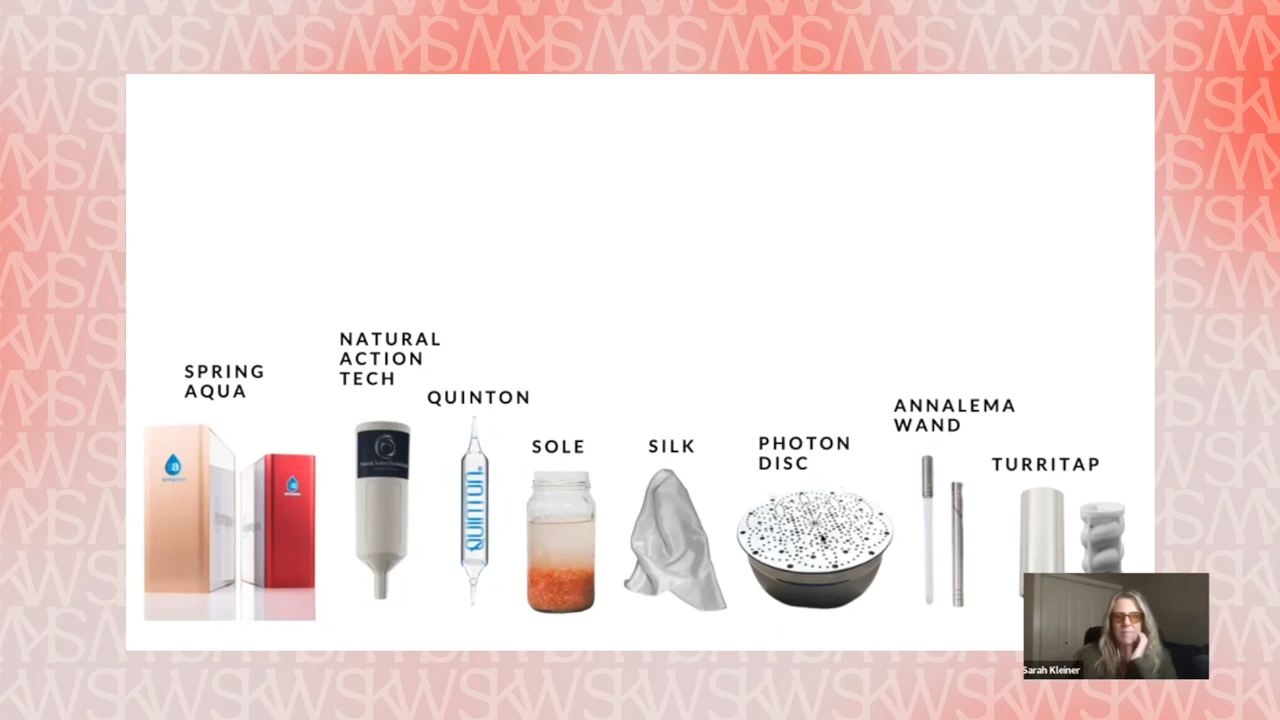 NATURAL
ACTION
TECH
SPRING
AQUA
QUINTON
ANNALEMA
WAND
SOLE
SILK
PHOTON
DISC
TURRITAP
QUINTON
a
a
Sarah Kleiner